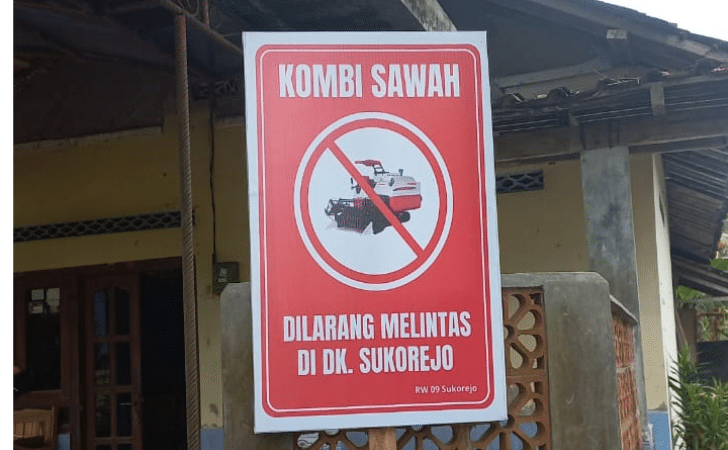 KOMBI SAWAH
DILARANG MELINTAS
DI DK. SUKOREJO
RW 09 Sukorejo